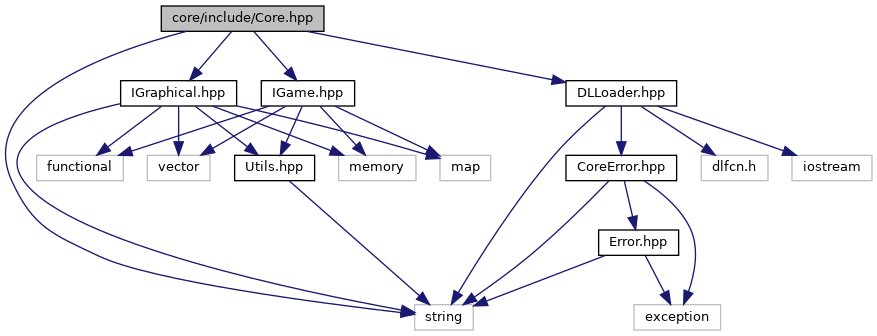 core/include/Core.hpp
IGraphical.hpp
IGame.hpp
DLLoader.hpp
functional
vector
Utils.hpp
memory
map
CoreError.hpp
dlfcn.h
iostream
Error.hpp
string
exception